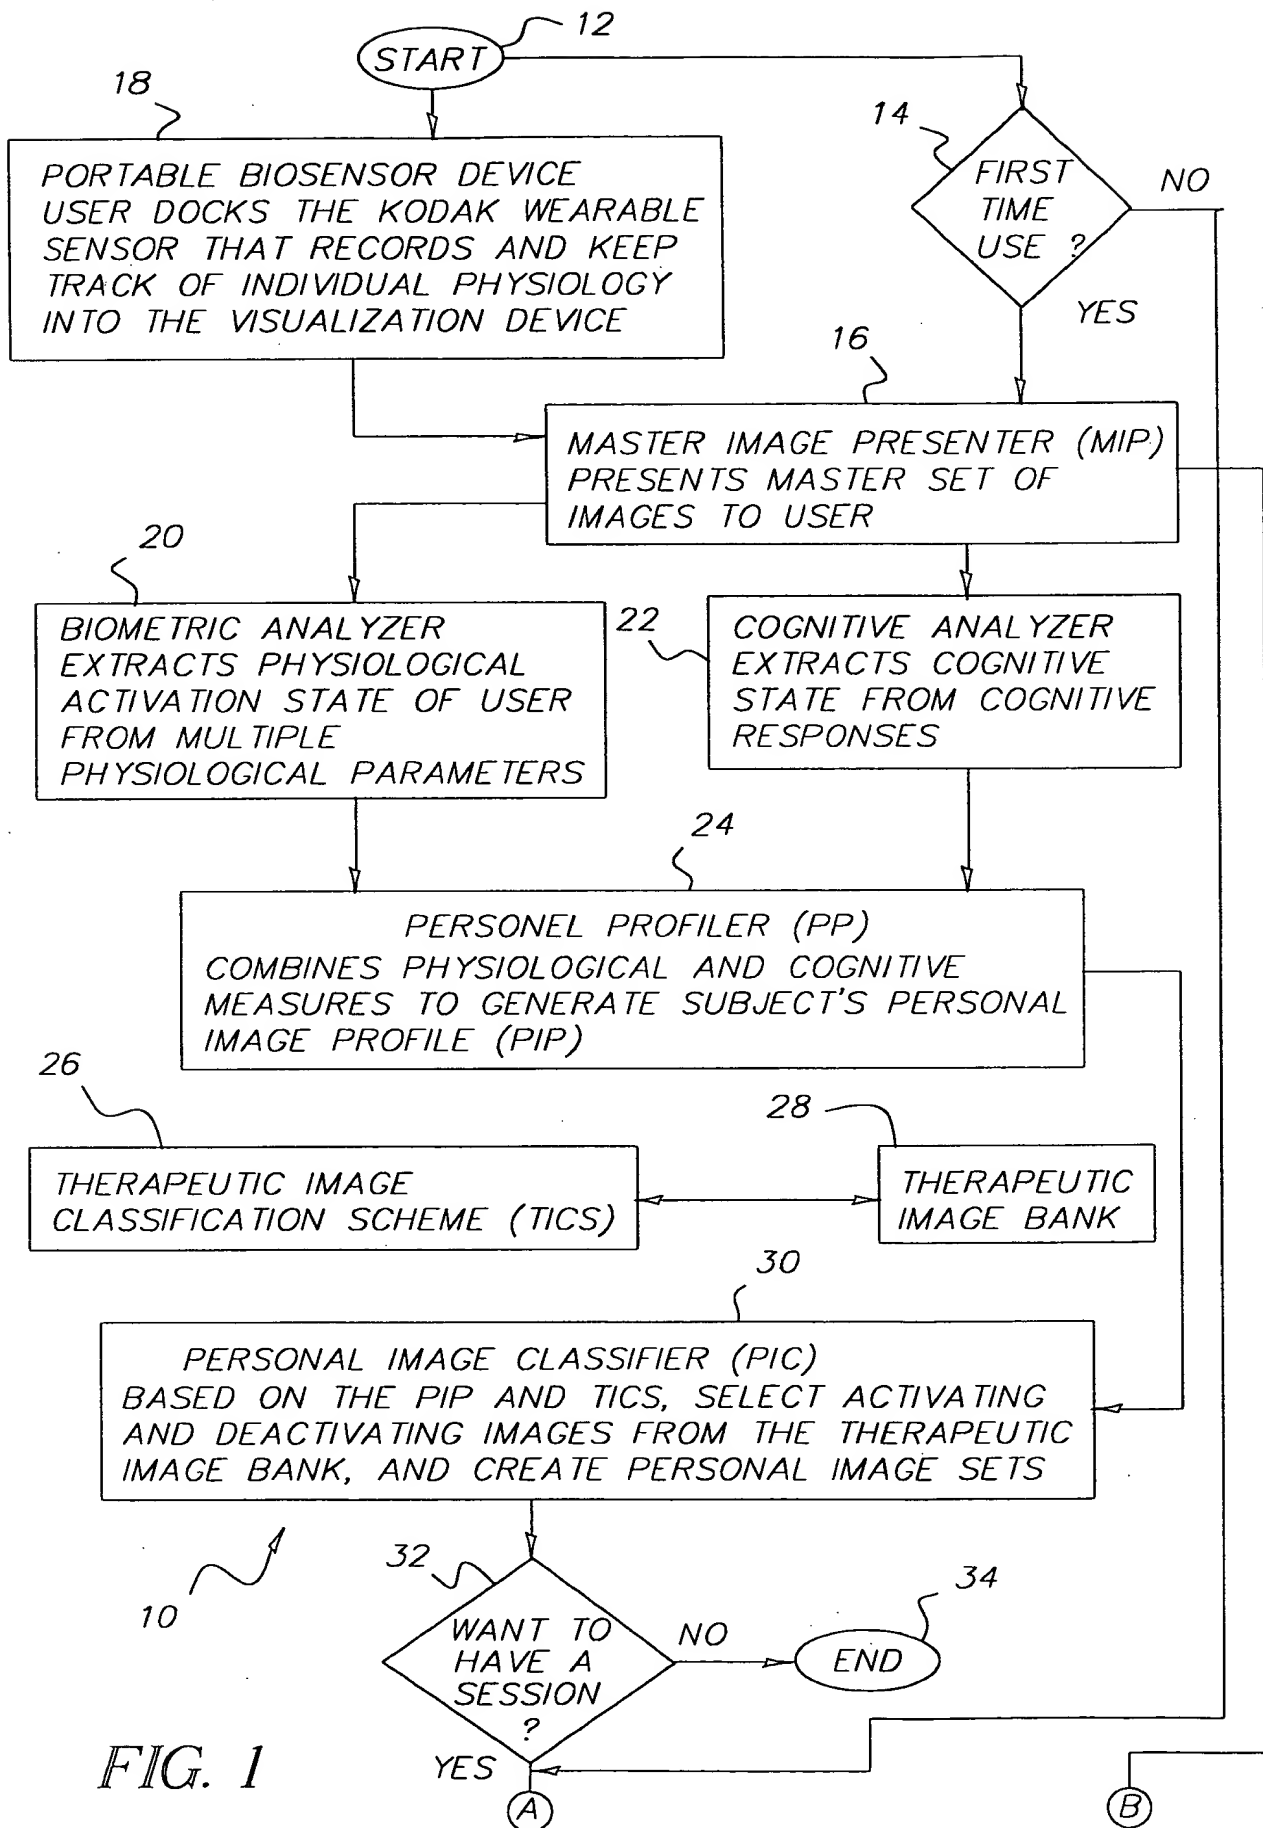 12
START
18
14
PORTABLE BIOSENSOR DEVICE
USER DOCKS THE KODAK WEARABLE
SENSOR THAT RECORDS AND KEEP
TRACK OF INDIVIDUAL PHYSIOLOGY
INTO THE VISUALIZATION DEVICE
FIRST
TIME
USE ?
NO
YES
16
MASTER IMAGE PRESENTER (MIP)
PRESENTS MASTER SET OF
IMAGES TO USER
20
BIOMETRIC ANALYZER
EXTRACTS PHYSIOLOGICAL
ACTIVATION STATE OF USER
FROM MULTIPLE
PHYSIOLOGICAL PARAMETERS
22
COGNITIVE ANALYZER
EXTRACTS COGNITIVE
STATE FROM COGNITIVE
RESPONSES
24
PERSONEL PROFILER (PP)
COMBINES PHYSIOLOGICAL AND COGNITIVE
MEASURES TO GENERATE SUBJECT'S PERSONAL
IMAGE PROFILE (PIP)
26
THERAPEUTIC IMAGE
CLASSIFICATION SCHEME (TICS)
28
THERAPEUTIC
IMAGE BANK
30
PERSONAL IMAGE CLASSIFIER (PIC)
BASED ON THE PIP AND TICS, SELECT ACTIVATING
AND DEACTIVATING IMAGES FROM THE THERAPEUTIC
IMAGE BANK, AND CREATE PERSONAL IMAGE SETS
10
32
WANT TO
HAVE A
SESSION
?
NO
34
END
YES
FIG. 1
A
B